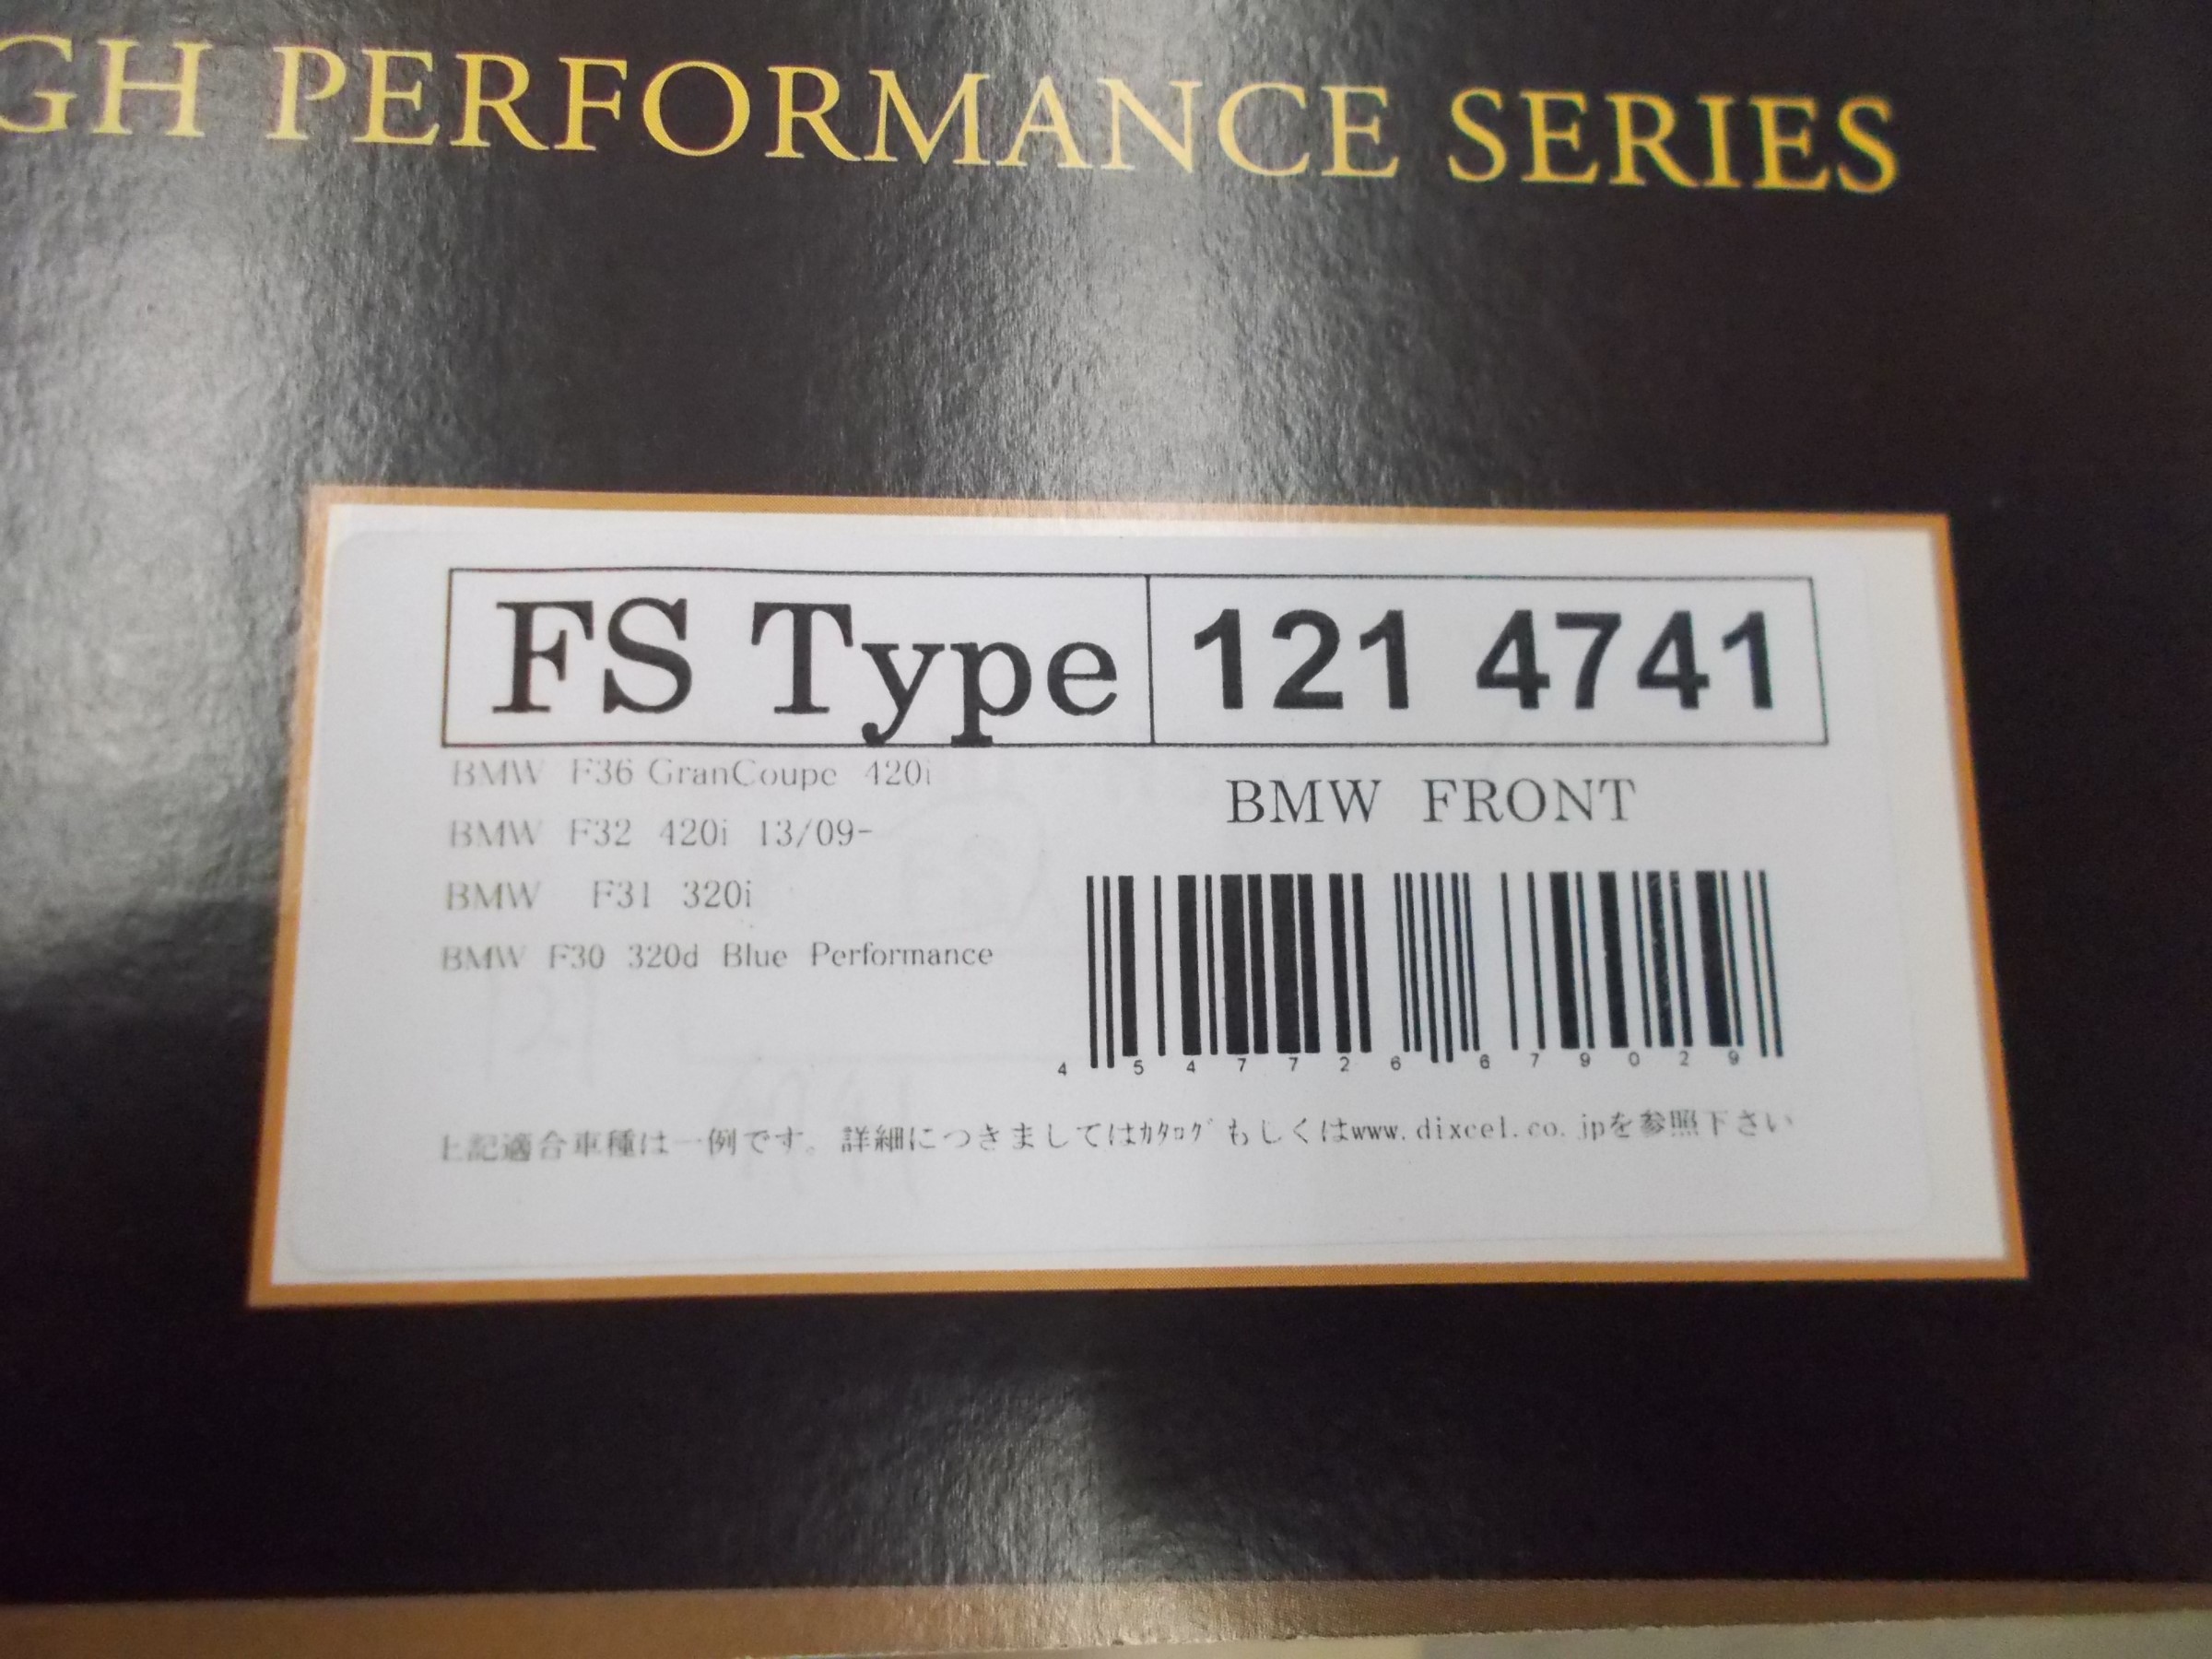 GH PERFORMANCE SERIES
FS Type 121 4741
BMW F36 GranCoupe 420i
BMW FRONT
BMW F32 420i 13/09-
BMW F31 320i
BMW F30 320d Blue Performance
4 547726 679029
上記適合車種は一例です。詳細につきましてはｶﾀﾛｸﾞもしくはwww.dixcel.co.jpを参照下さい